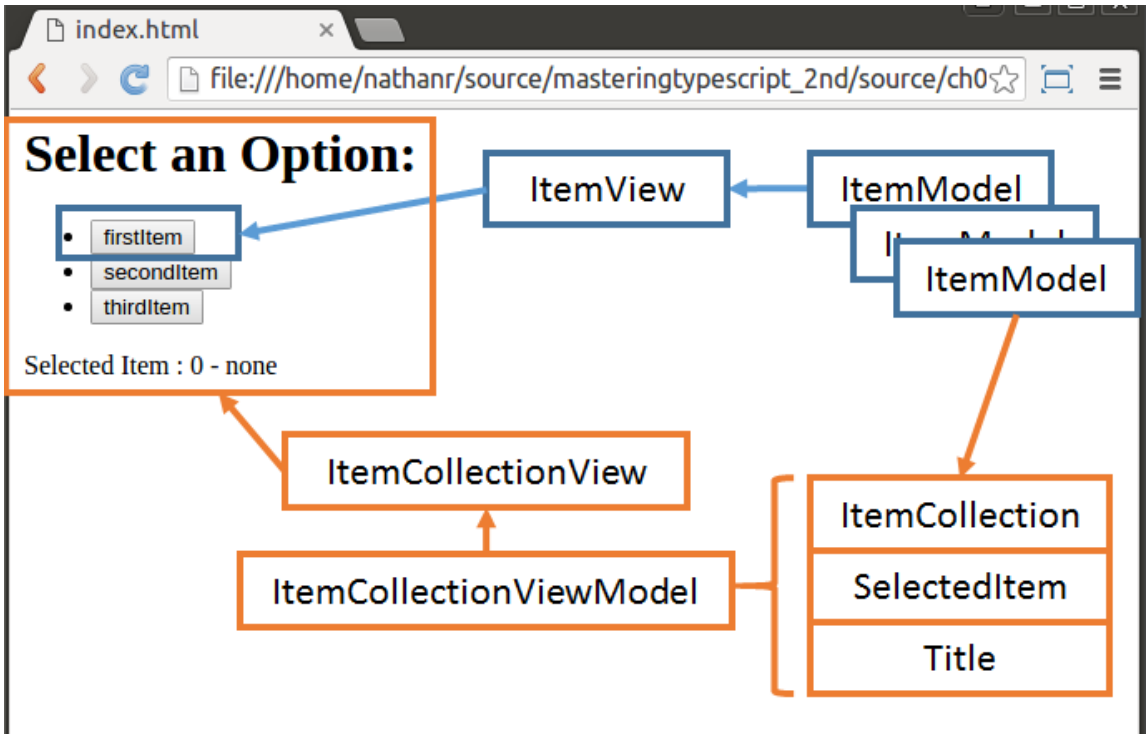 index.html
file:///home/nathanr/source/masteringtypescript_2nd/source/ch0
Select an Option:
firstItem
secondItem
thirdItem
Selected Item : 0 - none
ItemView
ItemModel
ItemModel
ItemModel
ItemCollectionView
ItemCollectionViewModel
ItemCollection
SelectedItem
Title